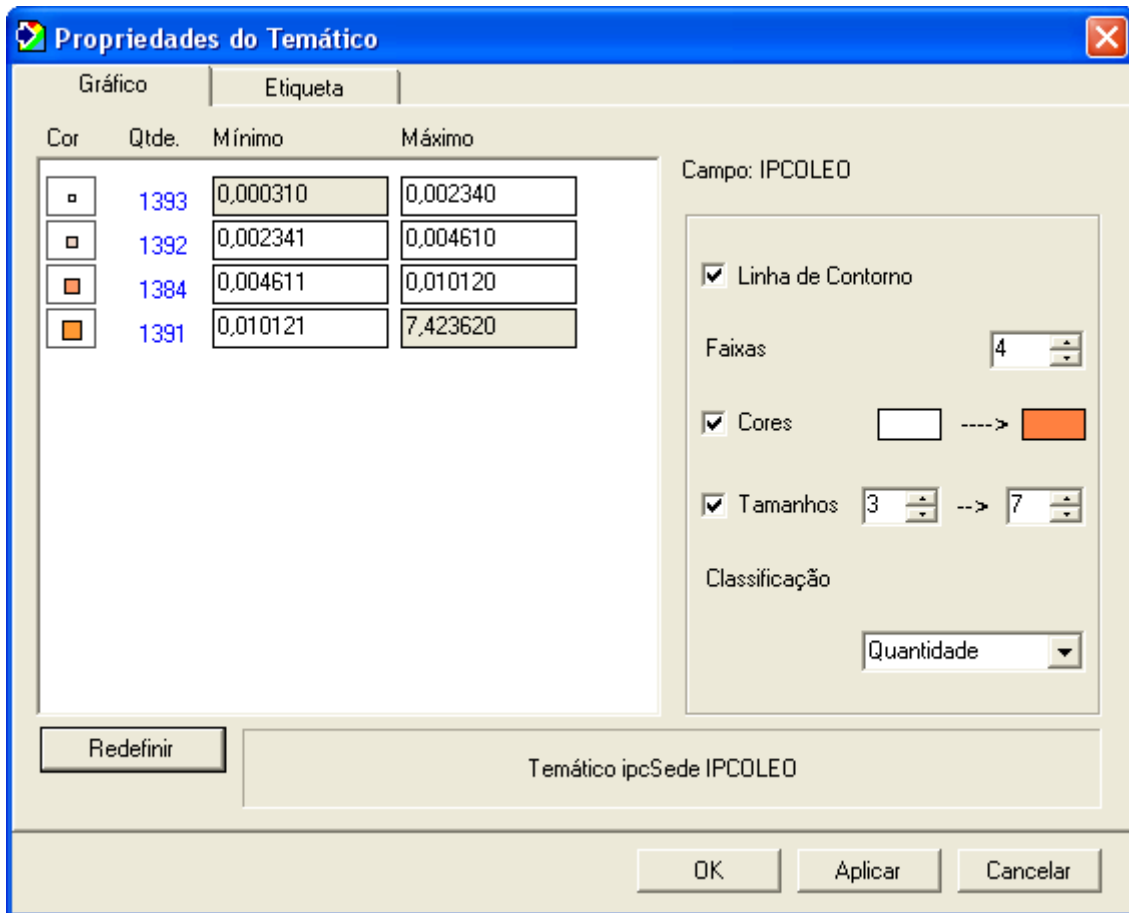 Propriedades do Temático
Gráfico Etiqueta
Cor Qtde. Mínimo Máximo
1393 0,000310 0,002340
1392 0,002341 0,004610
1384 0,004611 0,010120
1391 0,010121 7,423620
Campo: IPCOLEO
Linha de Contorno
Faixas 4
Cores ---->
Tamanhos 3 --> 7
Classificação
Quantidade
Redefinir
Temático ipcSede IPCOLEO
OK Aplicar Cancelar